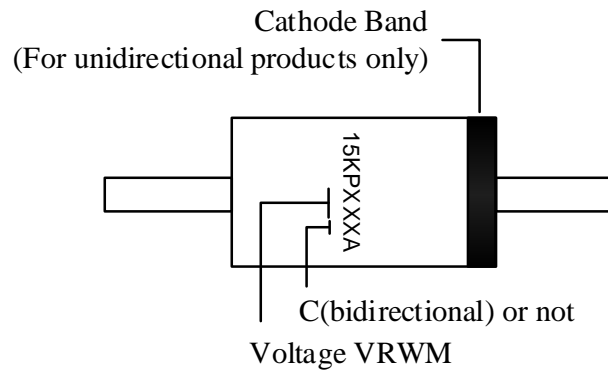 Cathode Band
(For unidirectional products only)
15KPXXXA
C(bidirectional) or not
Voltage VRWM